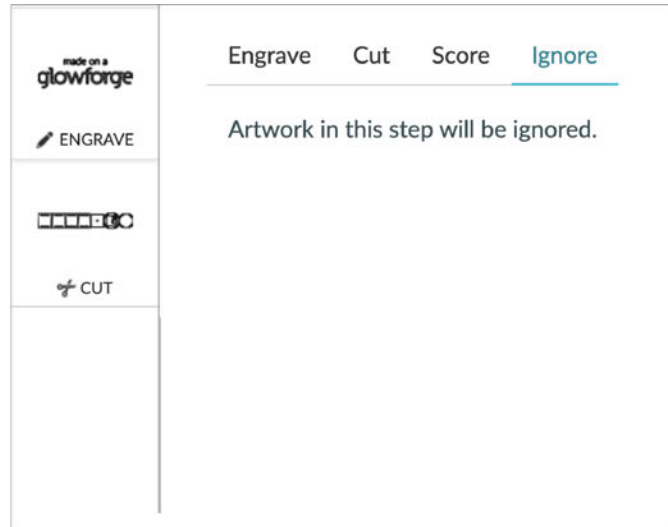 made on a
glowforge
ENGRAVE
CUT
Engrave Cut Score Ignore
Artwork in this step will be ignored.